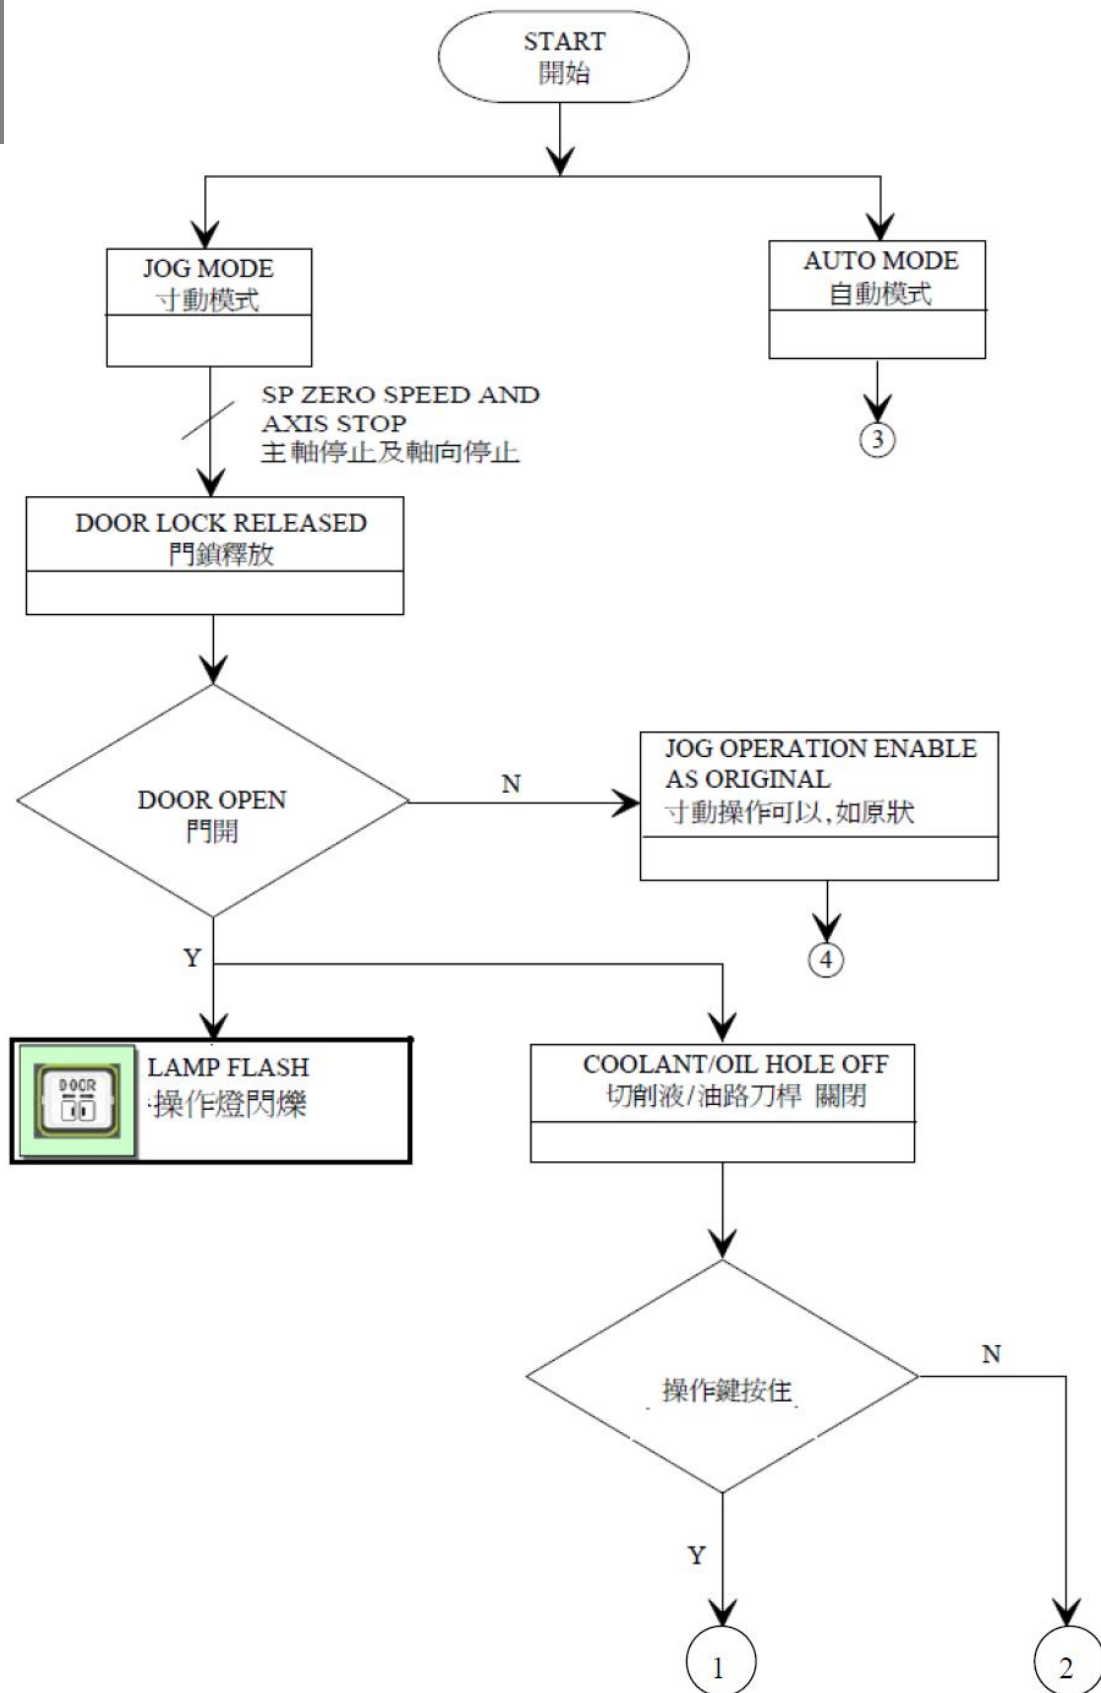 START
開始
JOG MODE
寸動模式
AUTO MODE
自動模式
SP ZERO SPEED AND
AXIS STOP
主軸停止及軸向停止
3
DOOR LOCK RELEASED
門鎖釋放
DOOR OPEN
門開
N
JOG OPERATION ENABLE
AS ORIGINAL
寸動操作可以,如原狀
4
Y
DOOR
LAMP FLASH
操作燈閃爍
COOLANT/OIL HOLE OFF
切削液/油路刀桿 關閉
操作鍵按住
N
Y
1
2